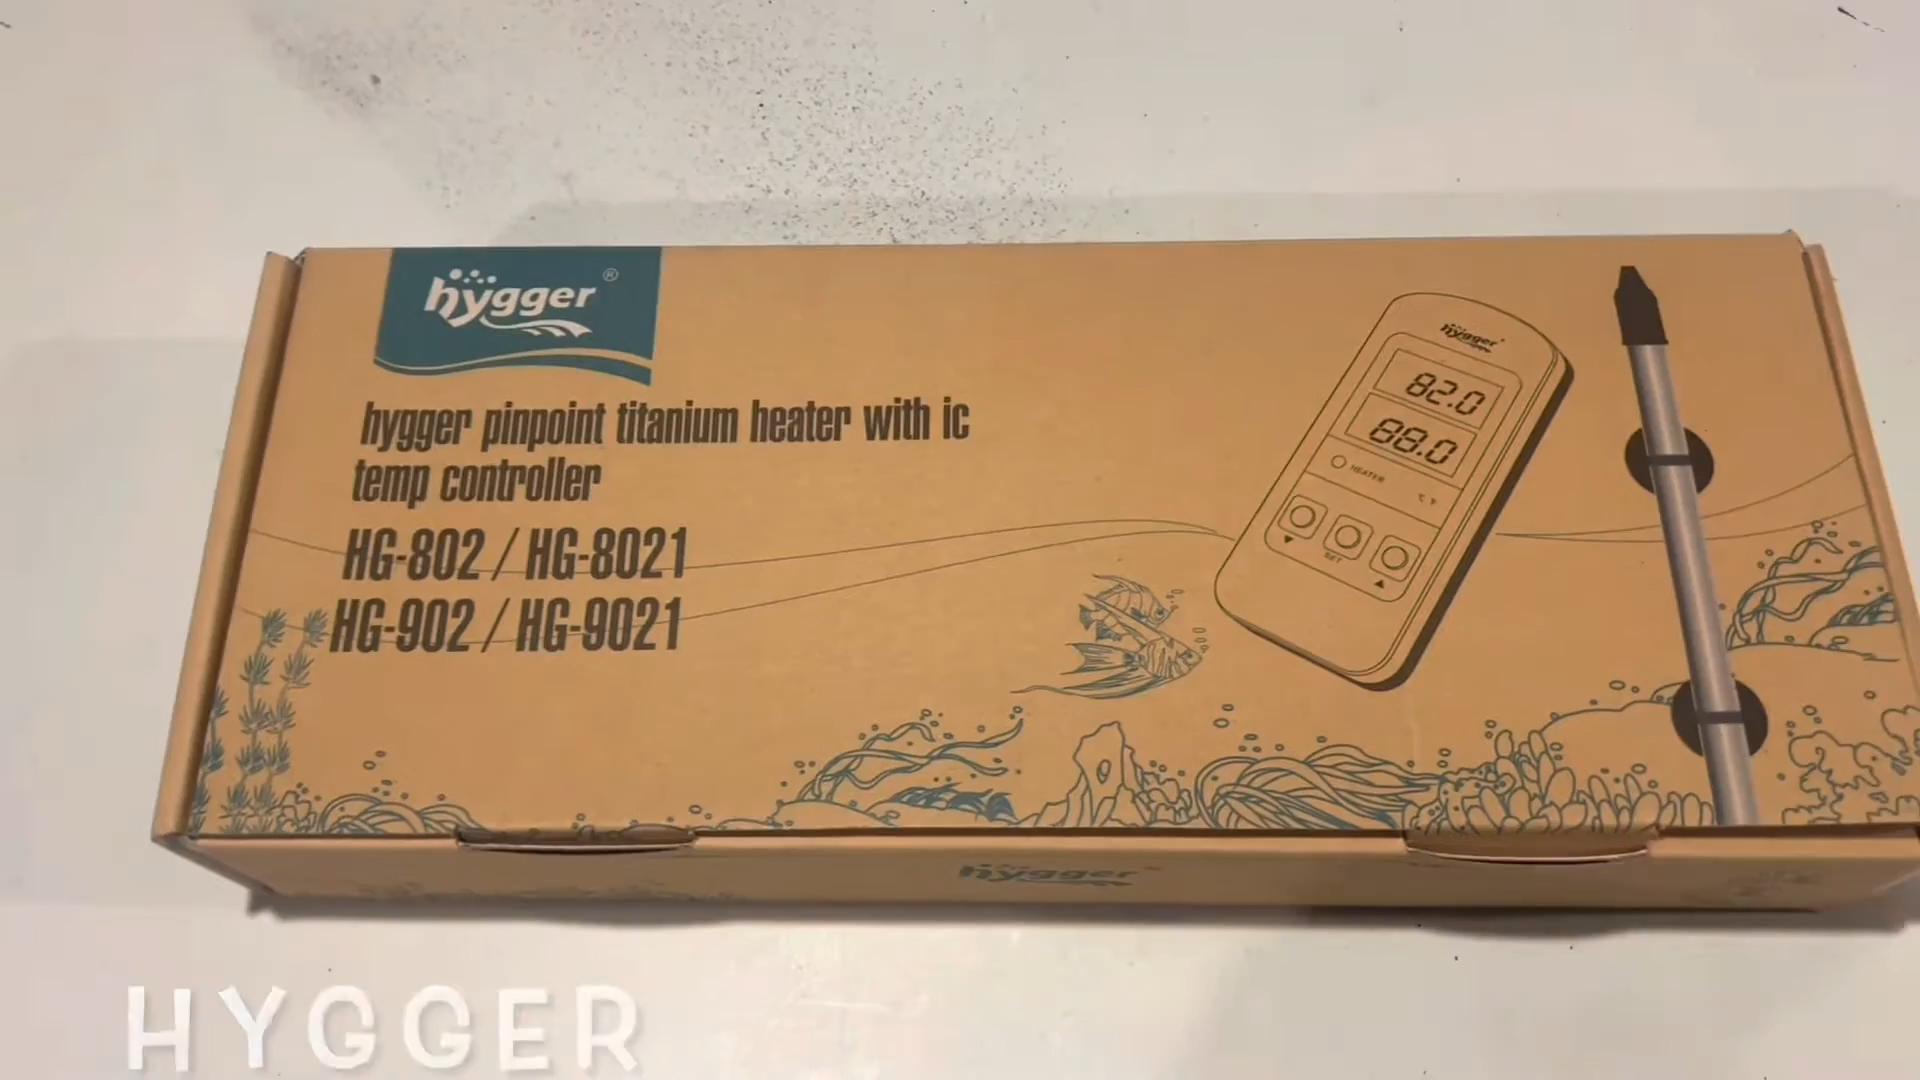 hygger ®
hygger pinpoint titanium heater with ic
temp controller
HG-802 / HG-8021
HG-902 / HG-9021
hygger
82.0
88.0
HEATER
°C °F
SET
hygger
HYGGER